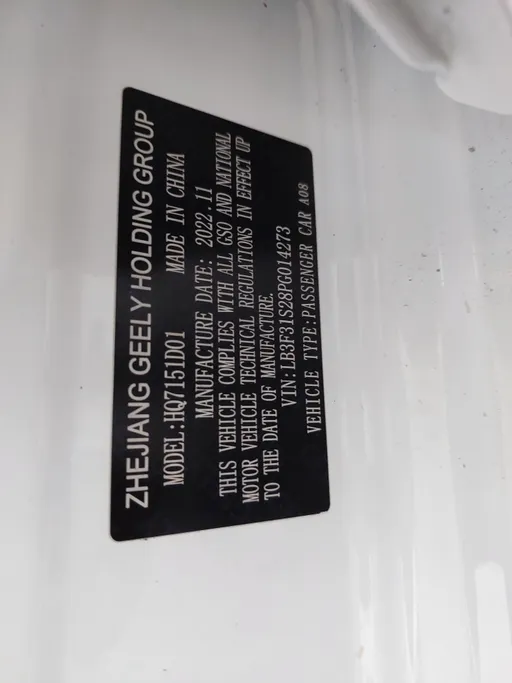 ZHEJIANG GEELY HOLDING GROUP
MODEL:HQ7151D01 MADE IN CHINA
MANUFACTURE DATE: 2022.11
THIS VEHICLE COMPLIES WITH ALL GSO AND NATIONAL
MOTOR VEHICLE TECHNICAL REGULATIONS IN EFFECT UP
TO THE DATE OF MANUFACTURE.
VIN:LB3F31S28PG014273
VEHICLE TYPE:PASSENGER CAR A08